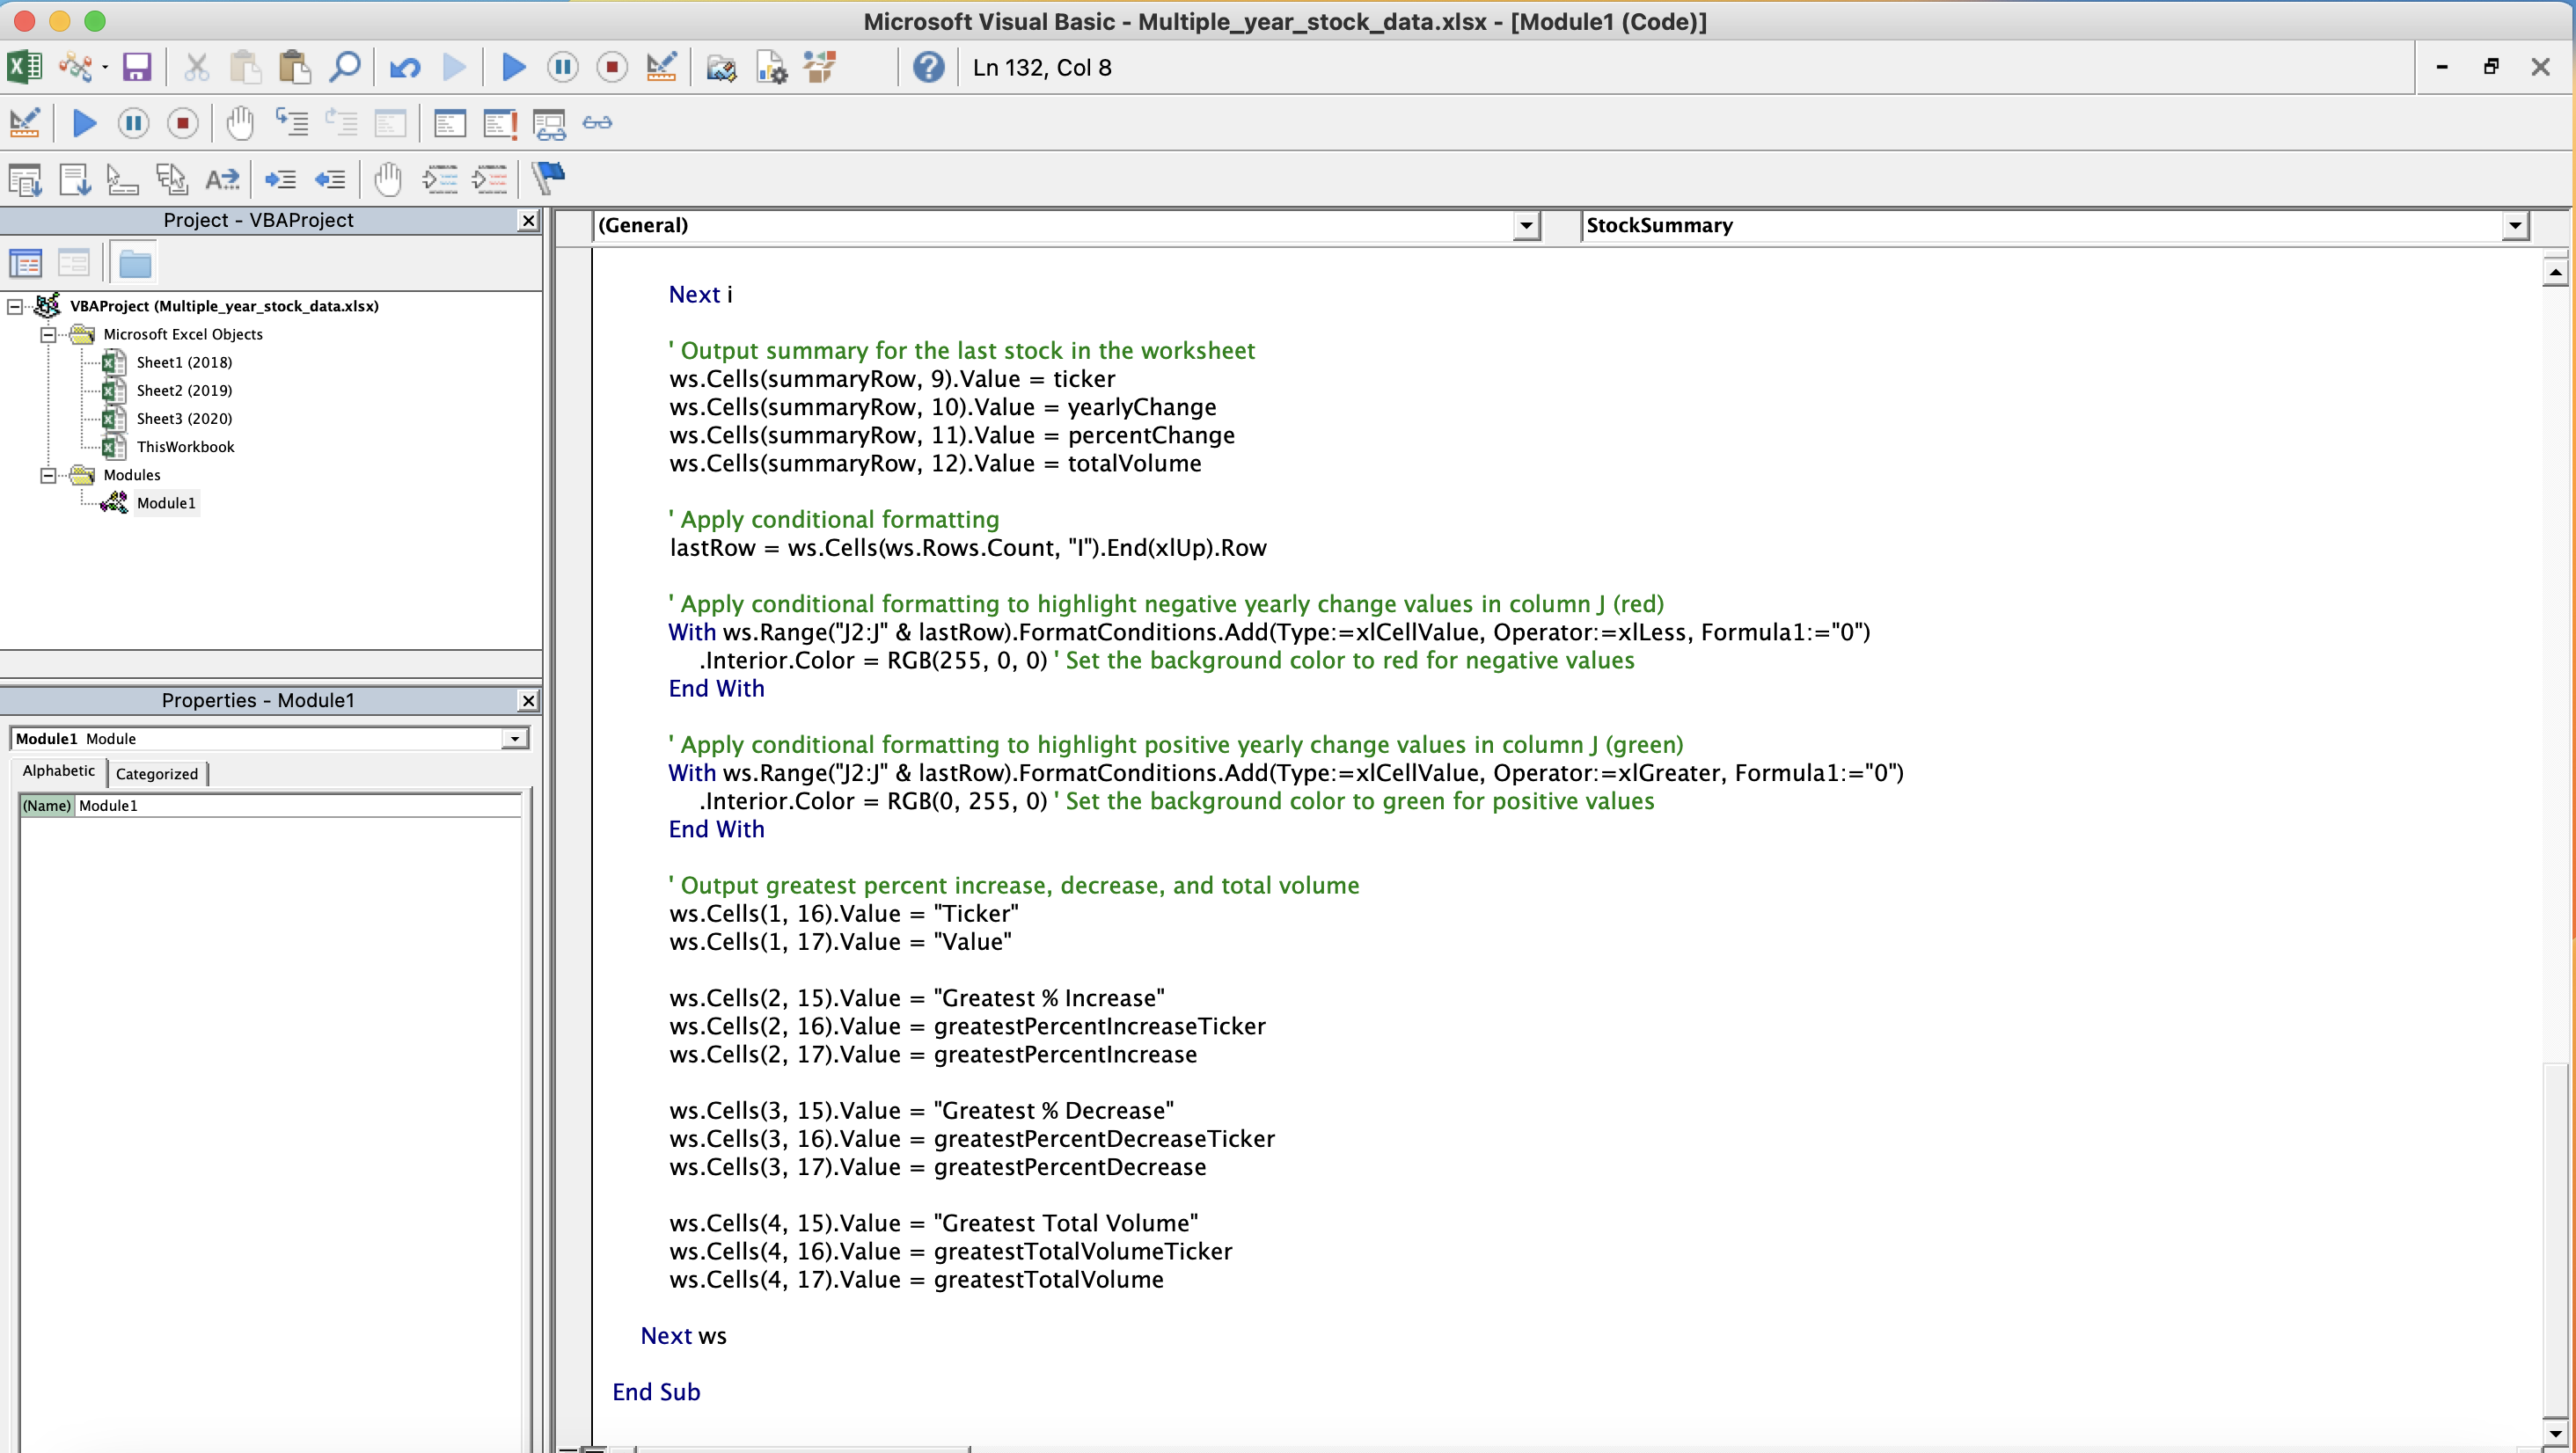 Microsoft Visual Basic - Multiple_year_stock_data.xlsx - [Module1 (Code)]
Ln 132, Col 8
Project - VBAProject
VBAProject (Multiple_year_stock_data.xlsx)
Microsoft Excel Objects
Sheet1 (2018)
Sheet2 (2019)
Sheet3 (2020)
ThisWorkbook
Modules
Module1
Properties - Module1
Module1 Module
Alphabetic Categorized
(Name) Module1
(General) StockSummary
Next i
' Output summary for the last stock in the worksheet
ws.Cells(summaryRow, 9).Value = ticker
ws.Cells(summaryRow, 10).Value = yearlyChange
ws.Cells(summaryRow, 11).Value = percentChange
ws.Cells(summaryRow, 12).Value = totalVolume
' Apply conditional formatting
lastRow = ws.Cells(ws.Rows.Count, "I").End(xlUp).Row
' Apply conditional formatting to highlight negative yearly change values in column J (red)
With ws.Range("J2:J" & lastRow).FormatConditions.Add(Type:=xlCellValue, Operator:=xlLess, Formula1:="0")
.Interior.Color = RGB(255, 0, 0) ' Set the background color to red for negative values
End With
' Apply conditional formatting to highlight positive yearly change values in column J (green)
With ws.Range("J2:J" & lastRow).FormatConditions.Add(Type:=xlCellValue, Operator:=xlGreater, Formula1:="0")
.Interior.Color = RGB(0, 255, 0) ' Set the background color to green for positive values
End With
' Output greatest percent increase, decrease, and total volume
ws.Cells(1, 16).Value = "Ticker"
ws.Cells(1, 17).Value = "Value"
ws.Cells(2, 15).Value = "Greatest % Increase"
ws.Cells(2, 16).Value = greatestPercentIncreaseTicker
ws.Cells(2, 17).Value = greatestPercentIncrease
ws.Cells(3, 15).Value = "Greatest % Decrease"
ws.Cells(3, 16).Value = greatestPercentDecreaseTicker
ws.Cells(3, 17).Value = greatestPercentDecrease
ws.Cells(4, 15).Value = "Greatest Total Volume"
ws.Cells(4, 16).Value = greatestTotalVolumeTicker
ws.Cells(4, 17).Value = greatestTotalVolume
Next ws
End Sub